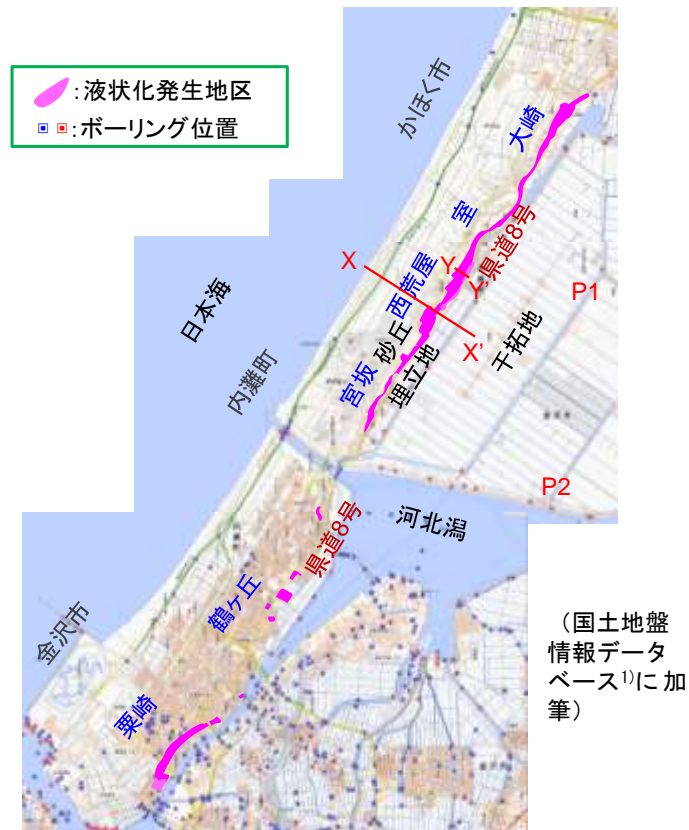 :液状化発生地区
:ボーリング位置
かほく市
大崎
室
県道8号
X
Y
Y'
西荒屋
P1
日本海
砂丘
X'
干拓地
内灘町
宮坂
埋立地
P2
県道8号
河北潟
鶴ヶ丘
金沢市
粟崎
(国土地盤
情報データ
ベース1)に加
筆)